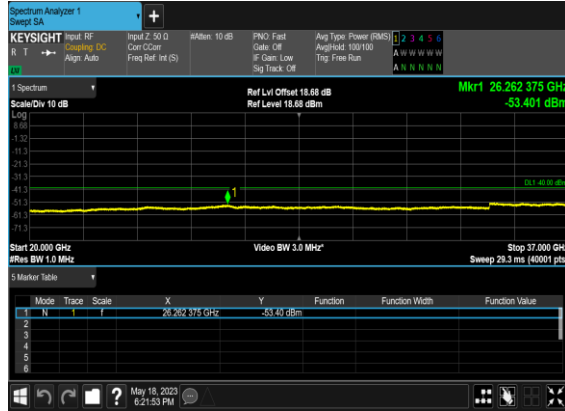 Spectrum Analyzer 1
Swept SA
KEYSIGHT Input: RF Input Z: 50 Ω #Atten: 10 dB PNO: Fast Avg Type: Power (RMS) 1 2 3 4 5 6
R T Coupling: DC Corr CCorr Gate: Off Avg|Hold: 100/100 A W W W W W
Align: Auto Freq Ref: Int (S) IF Gain: Low Trig: Free Run
LV Sig Track: Off A N N N N N
1 Spectrum Ref Lvl Offset 18.68 dB Mkr1 26.262 375 GHz
Scale/Div 10 dB Ref Level 18.68 dBm -53.401 dBm
Log
8.68
-1.32
-11.3
-21.3
-31.3
DL1 -40.00 dBm
-41.3
1
-51.3
-61.3
-71.3
Start 20.000 GHz Video BW 3.0 MHz* Stop 37.000 GHz
#Res BW 1.0 MHz Sweep 29.3 ms (40001 pts)
5 Marker Table
Mode Trace Scale X Y Function Function Width Function Value
1 N 1 f 26.262 375 GHz -53.40 dBm
2
3
4
5
6
? May 18, 2023
6:21:53 PM